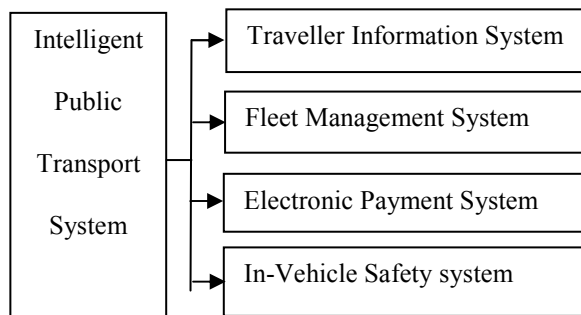 Intelligent
Public
Transport
System
Traveller Information System
Fleet Management System
Electronic Payment System
In-Vehicle Safety system